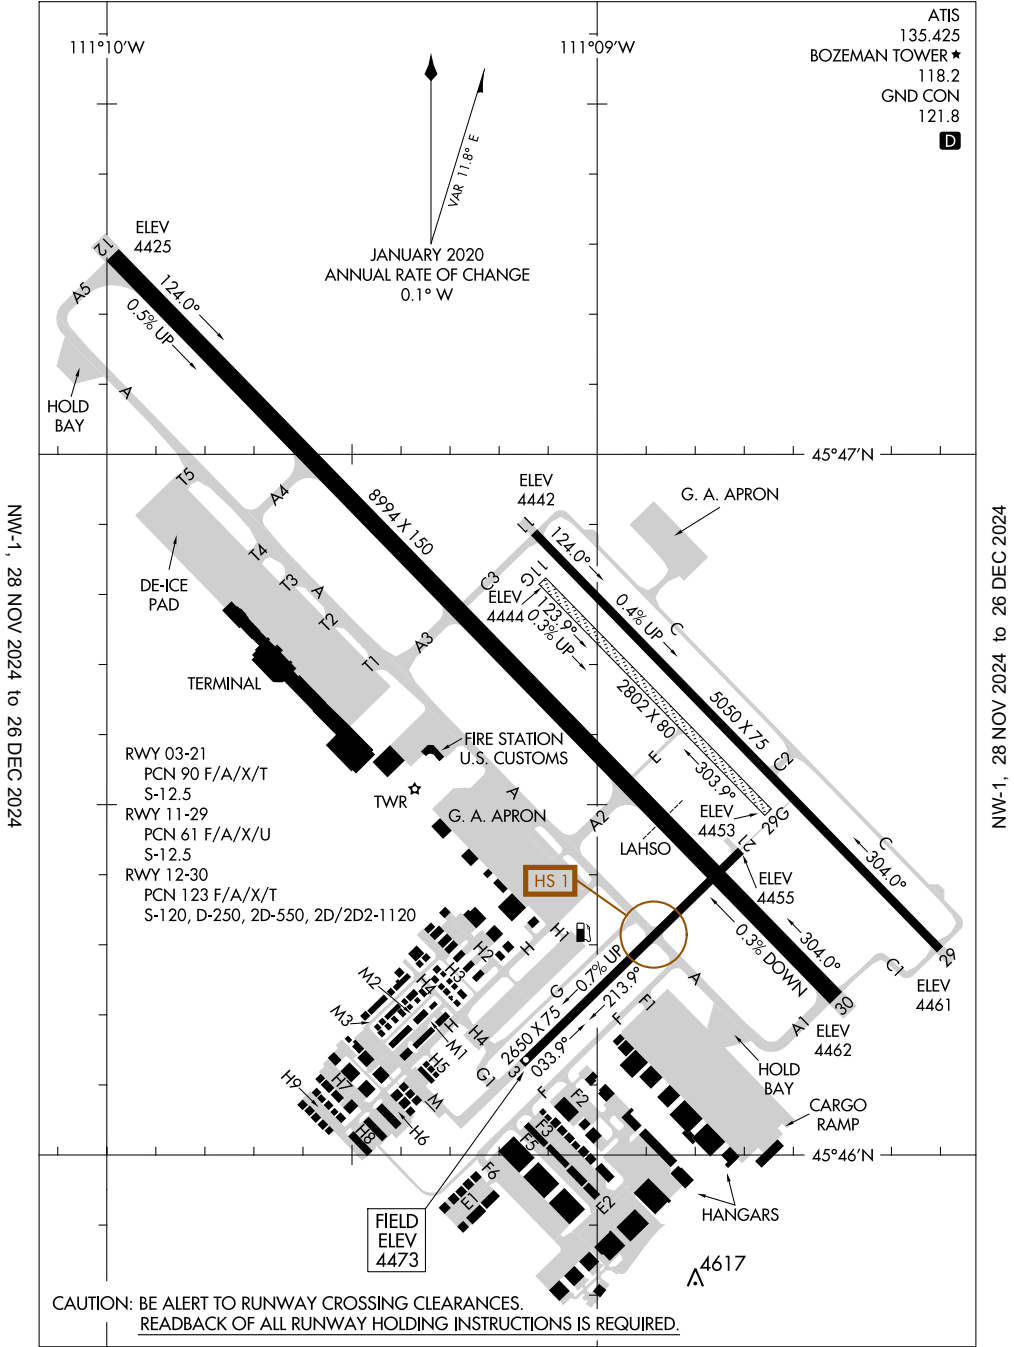 ATIS
135.425
BOZEMAN TOWER ★
118.2
GND CON
121.8
D
111°10'W
111°09'W
VAR 11.8° E
JANUARY 2020
ANNUAL RATE OF CHANGE
0.1° W
ELEV
4425
12
A5
124.0°
0.5% UP
HOLD
BAY
A
45°47'N
T5
A4
8994 X 150
ELEV
4442
G. A. APRON
11
124.0°
T4
C3
11G
DE-ICE
PAD
T3
A
ELEV
4444
123.9°
0.3% UP
0.4% UP
C
T2
A3
T1
TERMINAL
2802 X 80
5050 X 75
FIRE STATION
U.S. CUSTOMS
E
C2
303.9°
RWY 03-21
PCN 90 F/A/X/T
S-12.5
RWY 11-29
PCN 61 F/A/X/U
S-12.5
RWY 12-30
PCN 123 F/A/X/T
S-120, D-250, 2D-550, 2D/2D2-1120
TWR
A
G. A. APRON
A2
ELEV
4453
29G
LAHSO
21
C
304.0°
HS 1
ELEV
4455
H1
H
H2
H3
M2
H4
M3
0.7% UP
213.9°
G
A
0.3% DOWN
304.0°
C1
29
ELEV
4461
30
A1
ELEV
4462
F1
F
H
H4
M1
2650 X 75
033.9°
G1
3
H5
H7
H9
M
H6
H8
HOLD
BAY
CARGO
RAMP
F
F2
F3
F5
F6
E1
E2
45°46'N
HANGARS
FIELD
ELEV
4473
4617
CAUTION: BE ALERT TO RUNWAY CROSSING CLEARANCES.
READBACK OF ALL RUNWAY HOLDING INSTRUCTIONS IS REQUIRED.
NW-1, 28 NOV 2024 to 26 DEC 2024
NW-1, 28 NOV 2024 to 26 DEC 2024